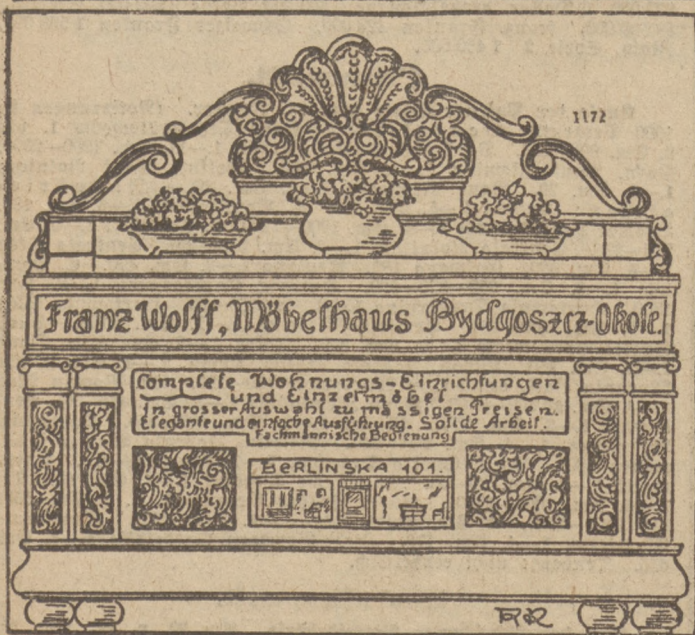 1172
Franz Wolff, Möbelhaus Bydgoszcz-Okole.
Complete Wohnungs-Einrichtungen
und Einzelmöbel
in grosser Auswahl zu mässigen Preisen.
Elegante und einfache Ausführung. Solide Arbeit.
Fachmännische Bedienung
BERLINSKA 101.
RR